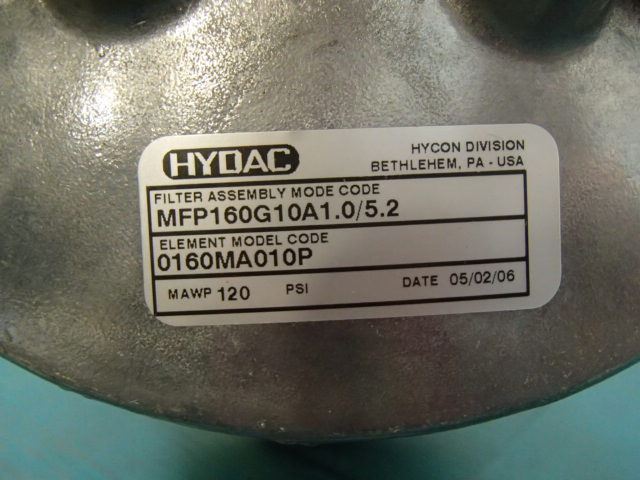 HYDAC
HYCON DIVISION
BETHLEHEM, PA - USA
FILTER ASSEMBLY MODE CODE
MFP160G10A1.0/5.2
ELEMENT MODEL CODE
0160MA010P
MAWP 120 PSI DATE 05/02/06